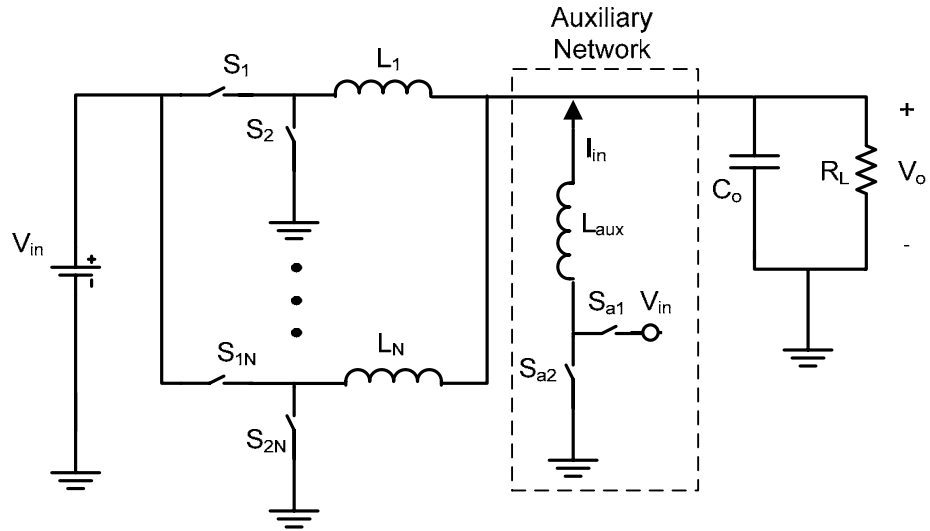 Auxiliary
Network
S1
L1
S2
Iin
Laux
Vin
Co
RL
+
Vo
-
Sa1
Vin
Sa2
S1N
LN
S2N